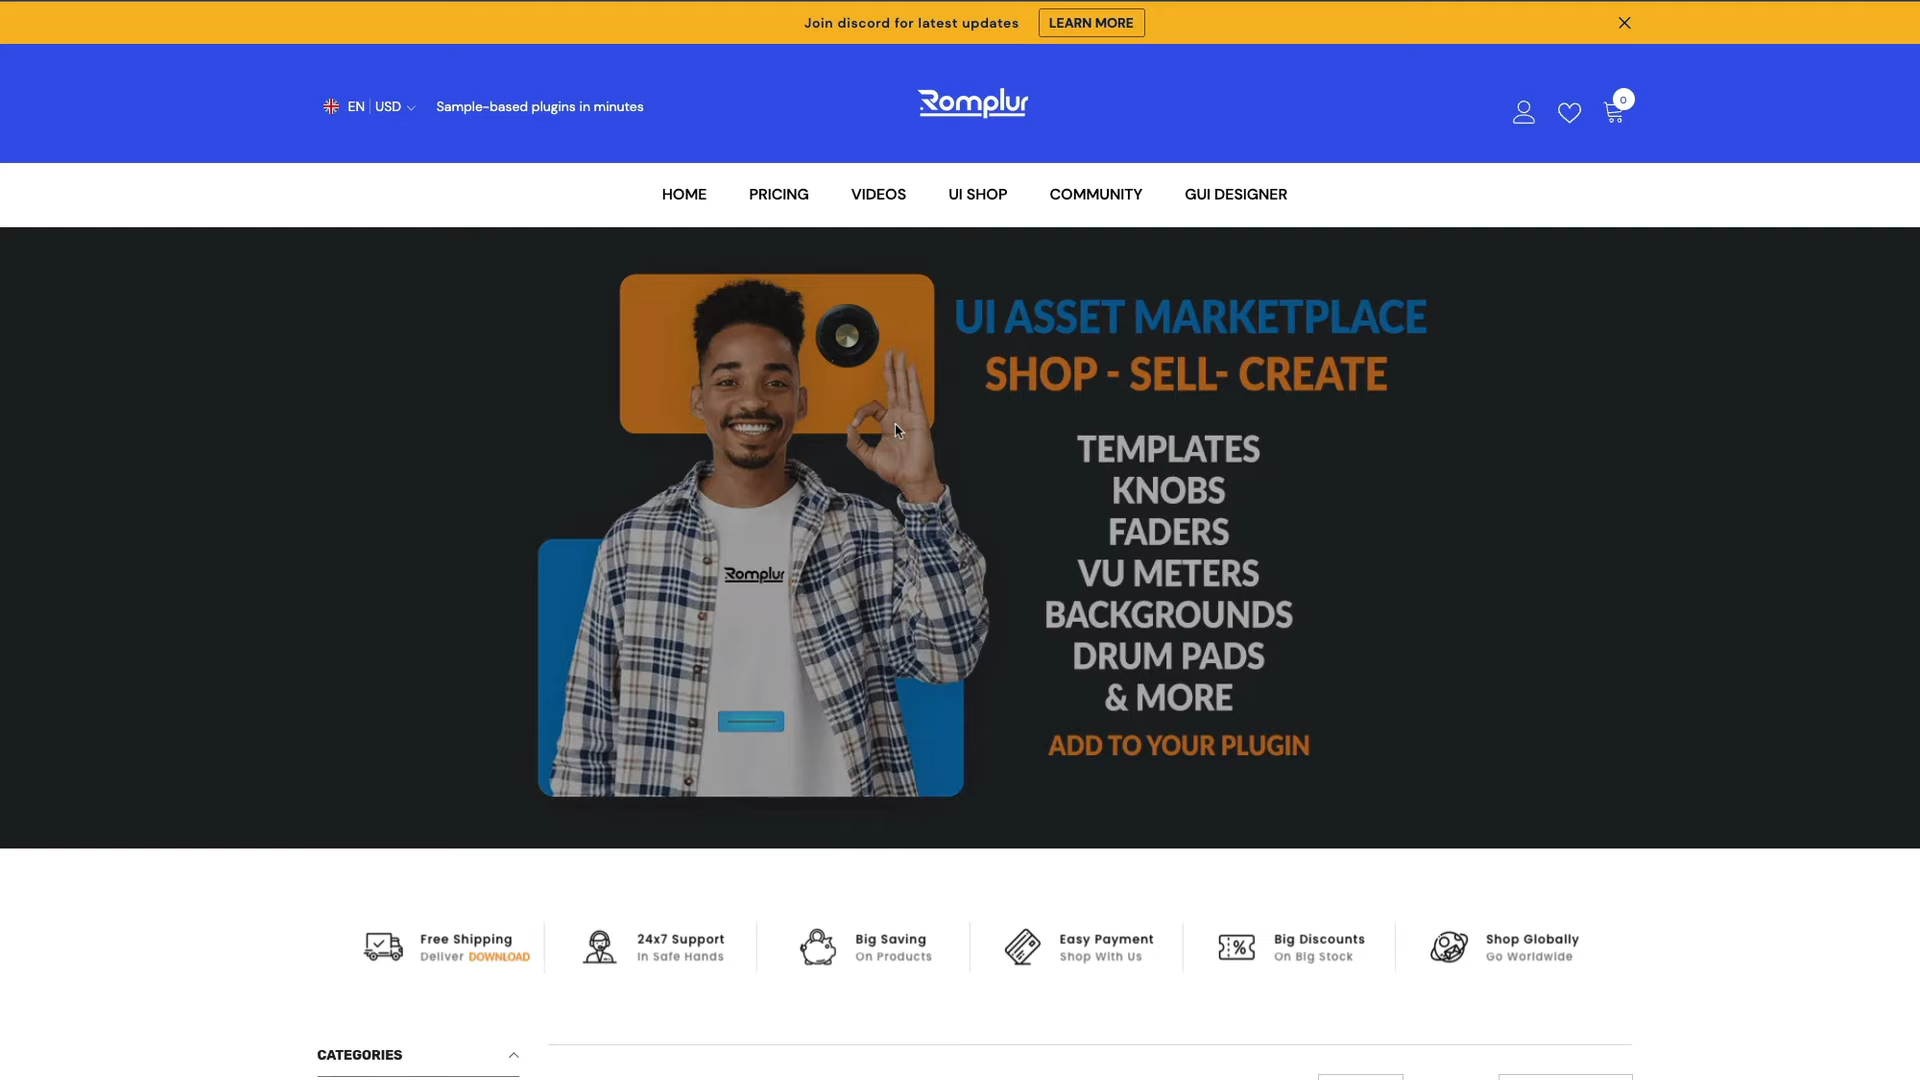 Join discord for latest updates LEARN MORE
EN USD Sample-based plugins in minutes
Romplur
0
HOME PRICING VIDEOS UI SHOP COMMUNITY GUI DESIGNER
UI ASSET MARKETPLACE
SHOP - SELL- CREATE
TEMPLATES
KNOBS
FADERS
VU METERS
BACKGROUNDS
DRUM PADS
& MORE
ADD TO YOUR PLUGIN
Romplur
Free Shipping
Deliver DOWNLOAD
24x7 Support
In Safe Hands
Big Saving
On Products
Easy Payment
Shop With Us
Big Discounts
On Big Stock
Shop Globally
Go Worldwide
CATEGORIES